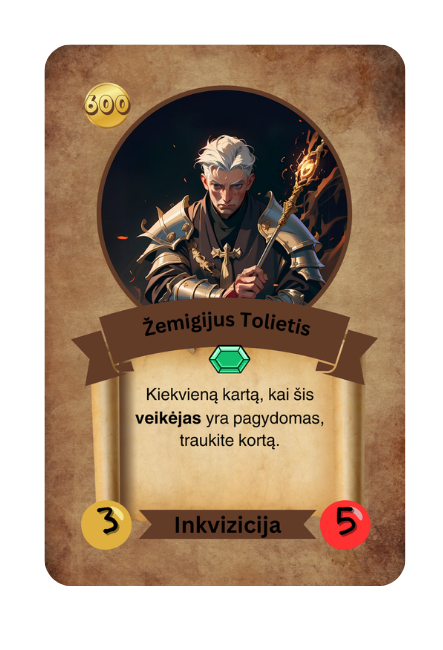 600
Žemigijus Tolietis
Kiekvieną kartą, kai šis
veikėjas yra pagydomas,
traukite kortą.
3 Inkvizicija 5